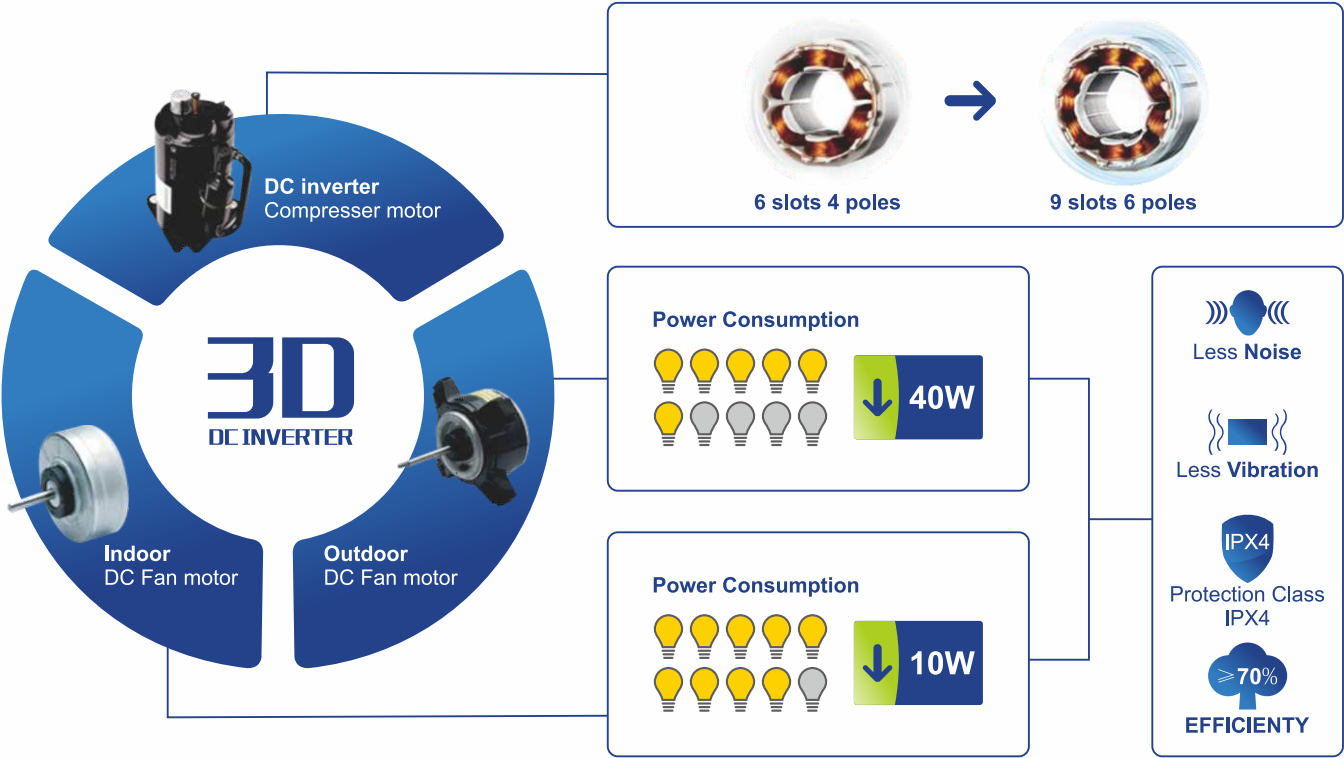 DC inverter
Compresser motor
3D
DC INVERTER
Indoor
DC Fan motor
Outdoor
DC Fan motor
6 slots 4 poles
9 slots 6 poles
Power Consumption
40W
Power Consumption
10W
Less Noise
Less Vibration
IPX4
Protection Class
IPX4
≥70%
EFFICIENTY